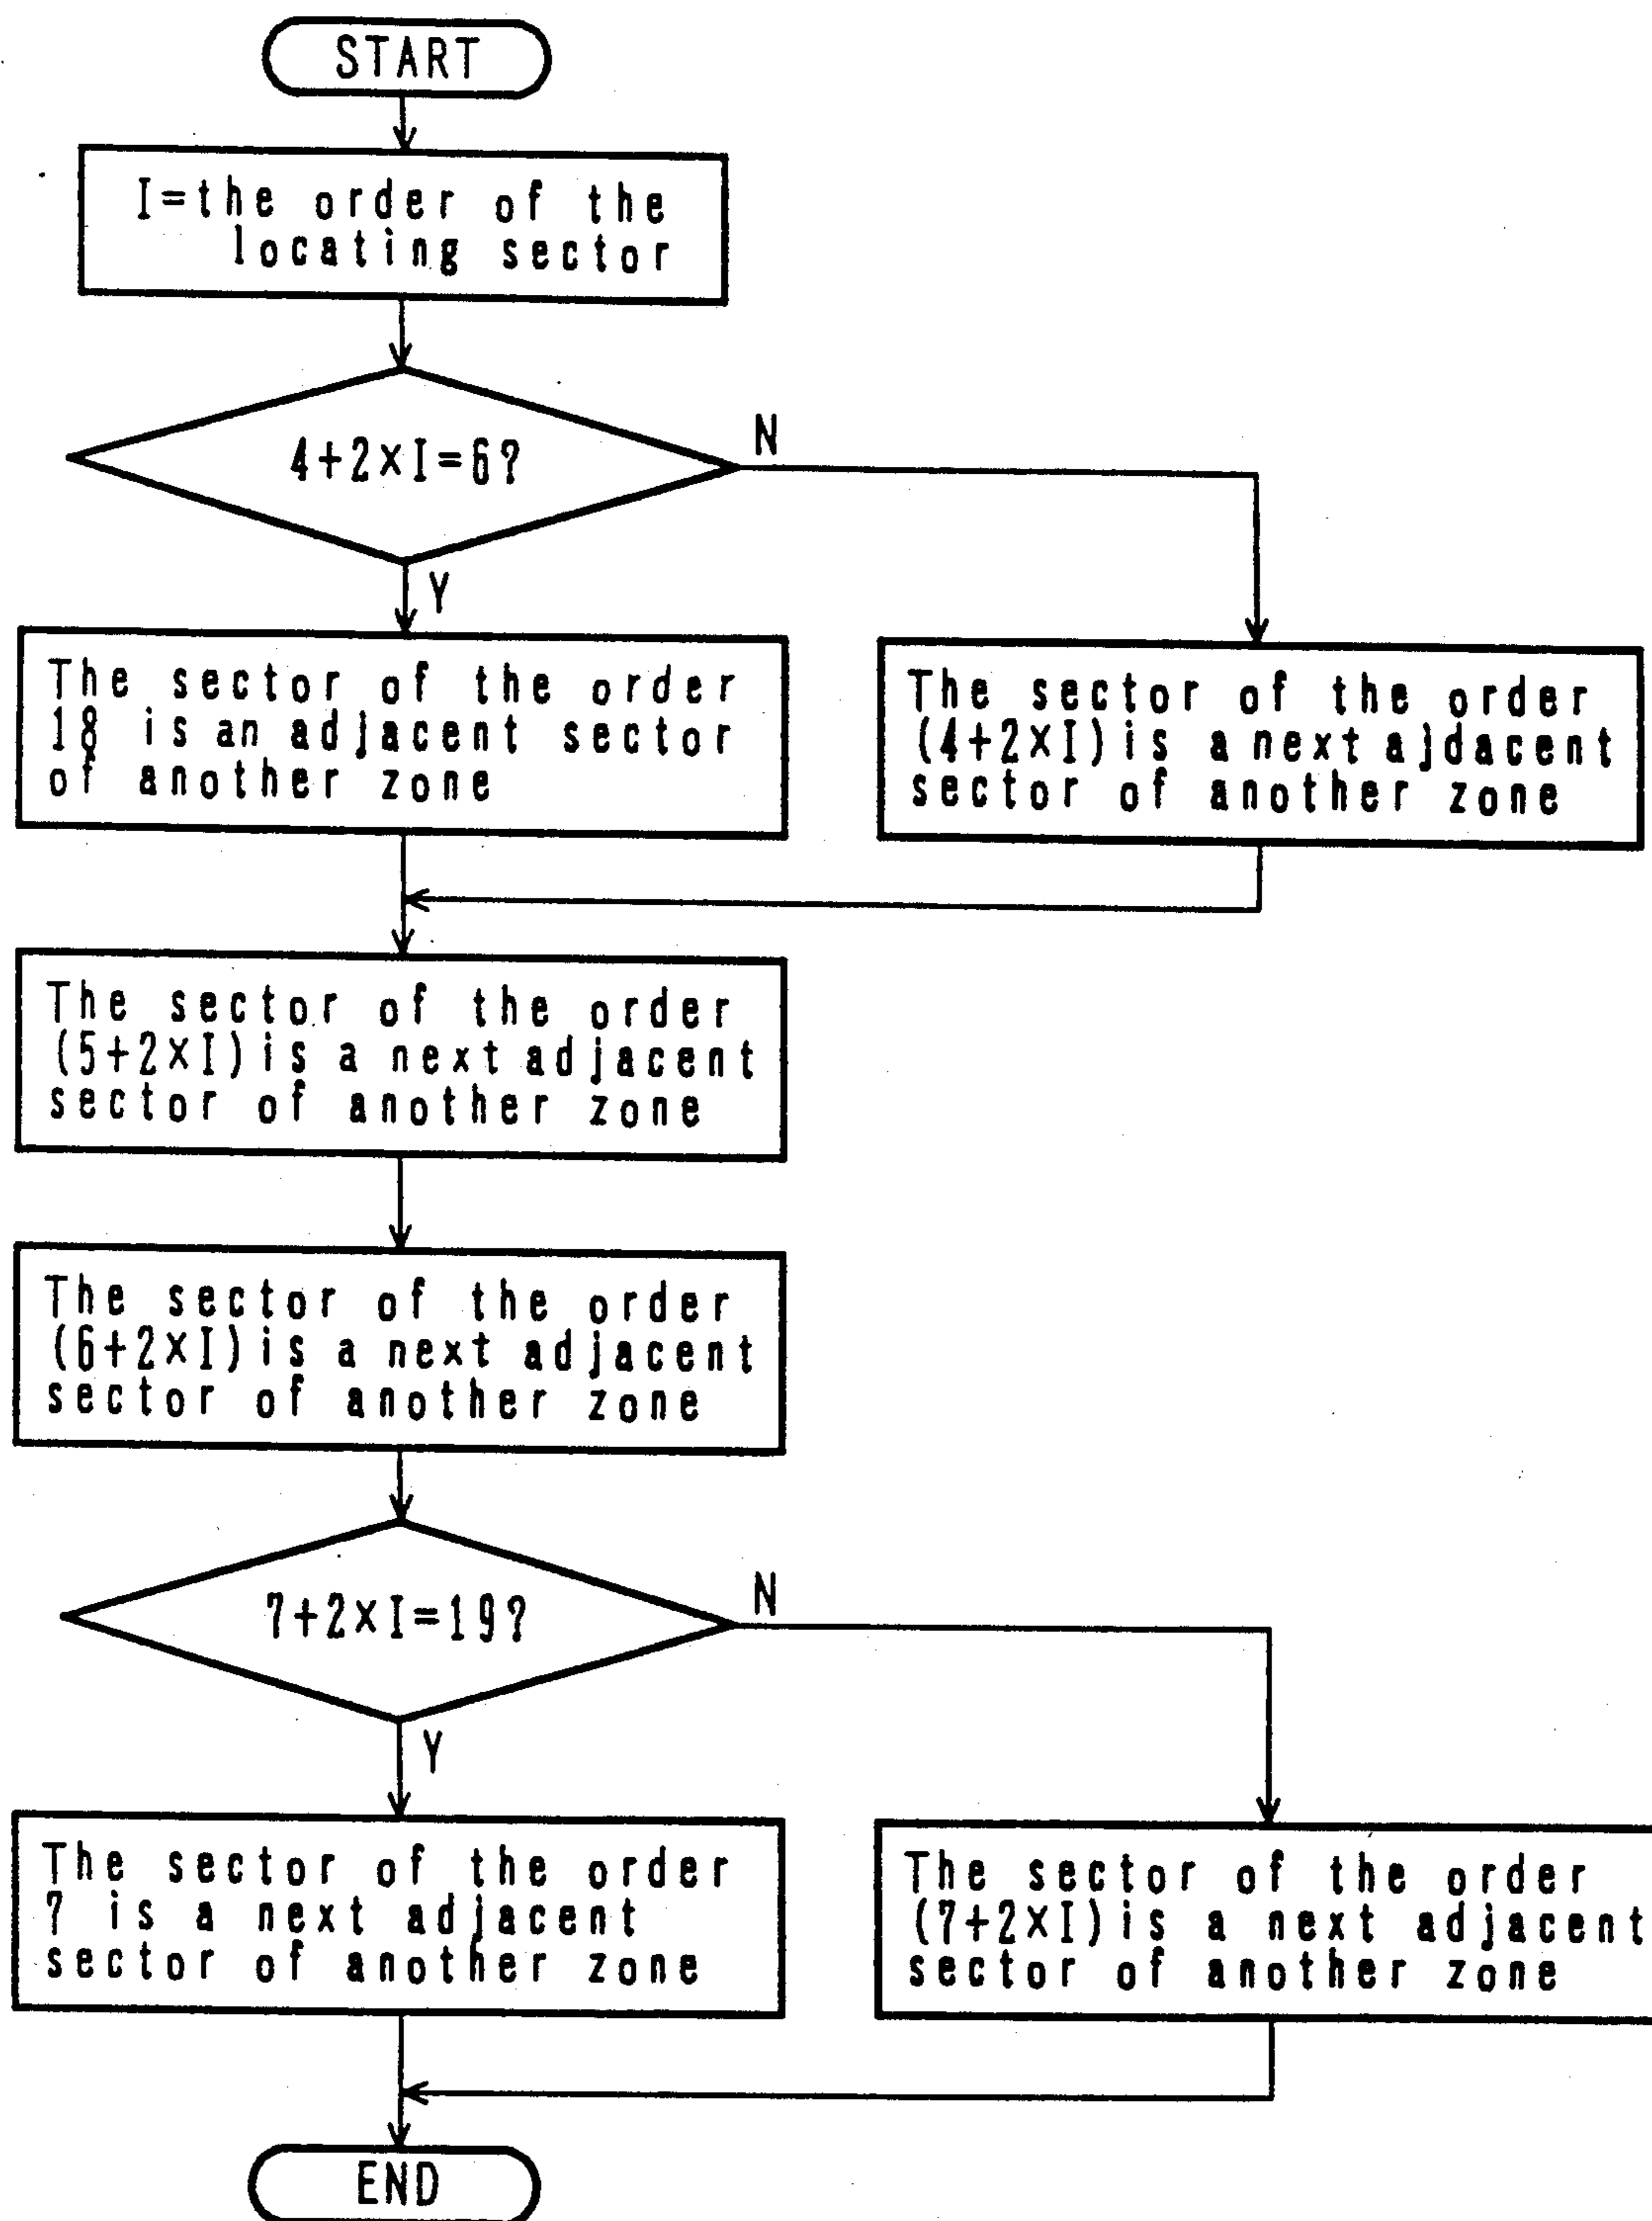 START
I=the order of the
locating sector
4+2×I=6?
N
Y
The sector of the order
18 is an adjacent sector
of another zone
The sector of the order
(4+2×I) is a next ajdacent
sector of another zone
The sector of the order
(5+2×I) is a next adjacent
sector of another zone
The sector of the order
(6+2×I) is a next adjacent
sector of another zone
7+2×I=19?
N
Y
The sector of the order
7 is a next adjacent
sector of another zone
The sector of the order
(7+2×I) is a next adjacent
sector of another zone
END